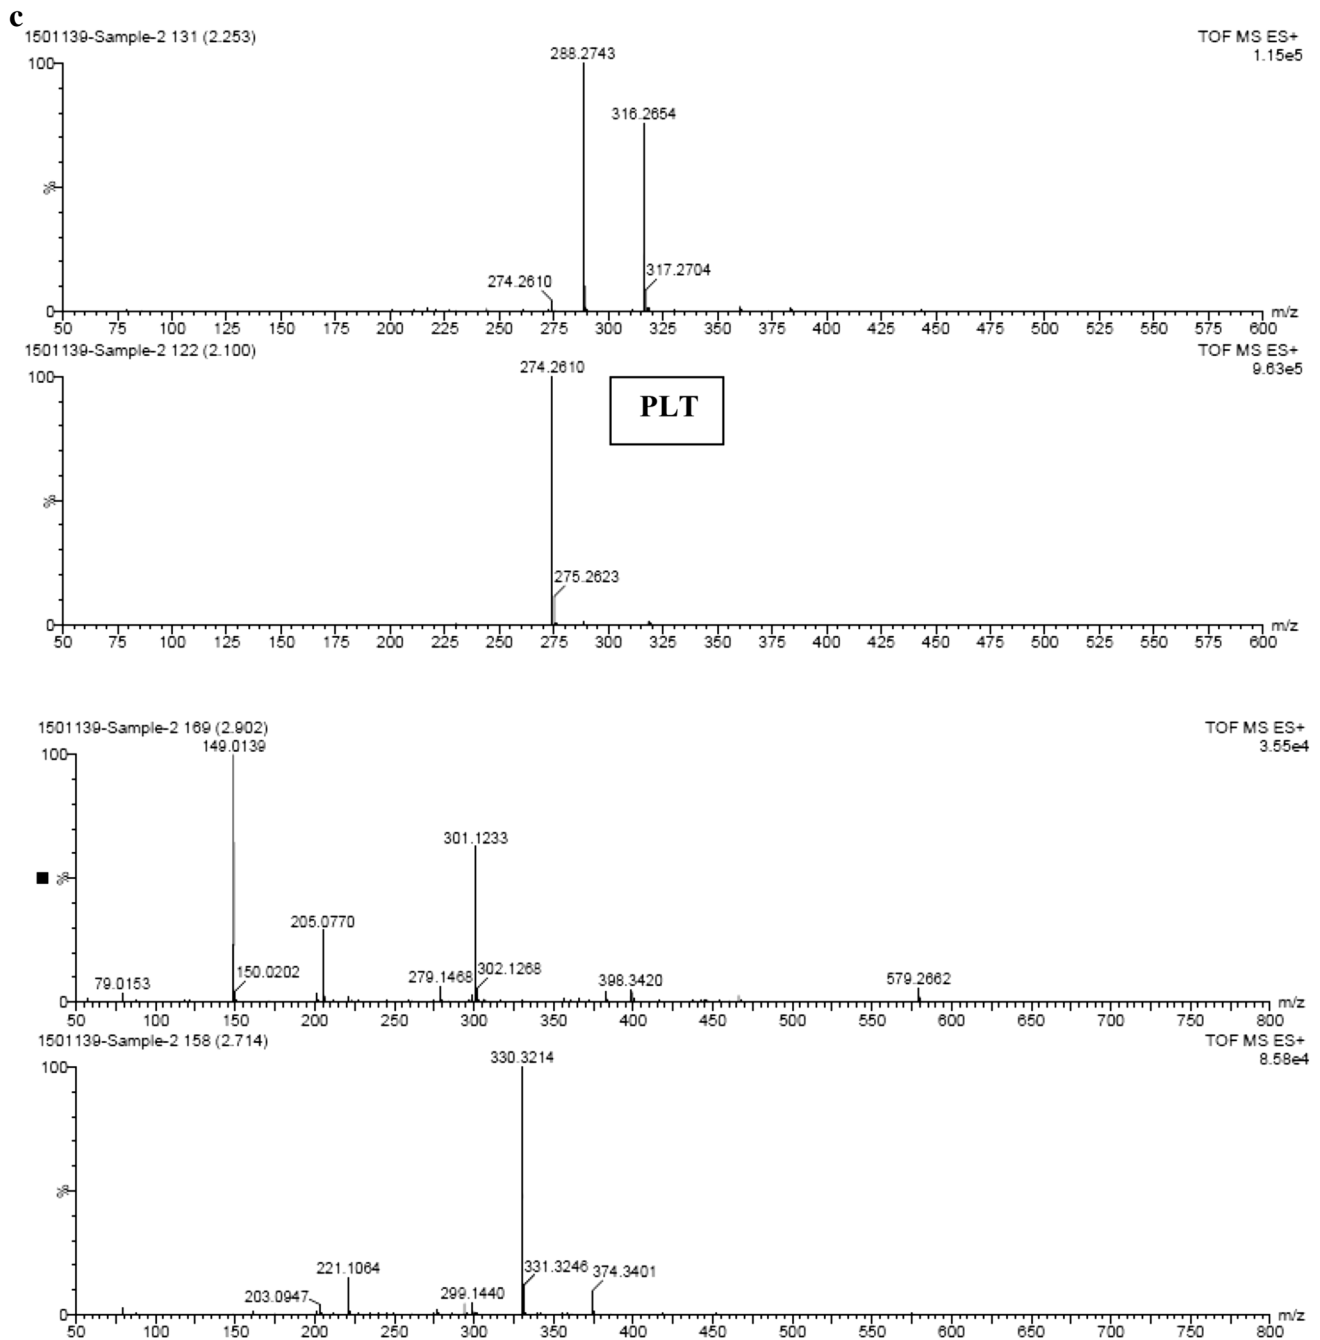 c
1501139-Sample-2 131 (2.253)
TOF MS ES+
1.15e5
288.2743
100
316.2654
%
274.2610
317.2704
0
50 75 100 125 150 175 200 225 250 275 300 325 350 375 400 425 450 475 500 525 550 575 600 m/z
1501139-Sample-2 122 (2.100)
TOF MS ES+
9.63e5
274.2610
100
PLT
%
275.2623
0
50 75 100 125 150 175 200 225 250 275 300 325 350 375 400 425 450 475 500 525 550 575 600 m/z
1501139-Sample-2 169 (2.902)
TOF MS ES+
3.55e4
149.0139
100
301.1233
%
205.0770
79.0153
150.0202
279.1468
302.1268
398.3420
579.2662
0
50 100 150 200 250 300 350 400 450 500 550 600 650 700 750 800 m/z
1501139-Sample-2 158 (2.714)
TOF MS ES+
8.58e4
330.3214
100
%
221.1064
331.3246
374.3401
203.0947
299.1440
0
50 100 150 200 250 300 350 400 450 500 550 600 650 700 750 800 m/z